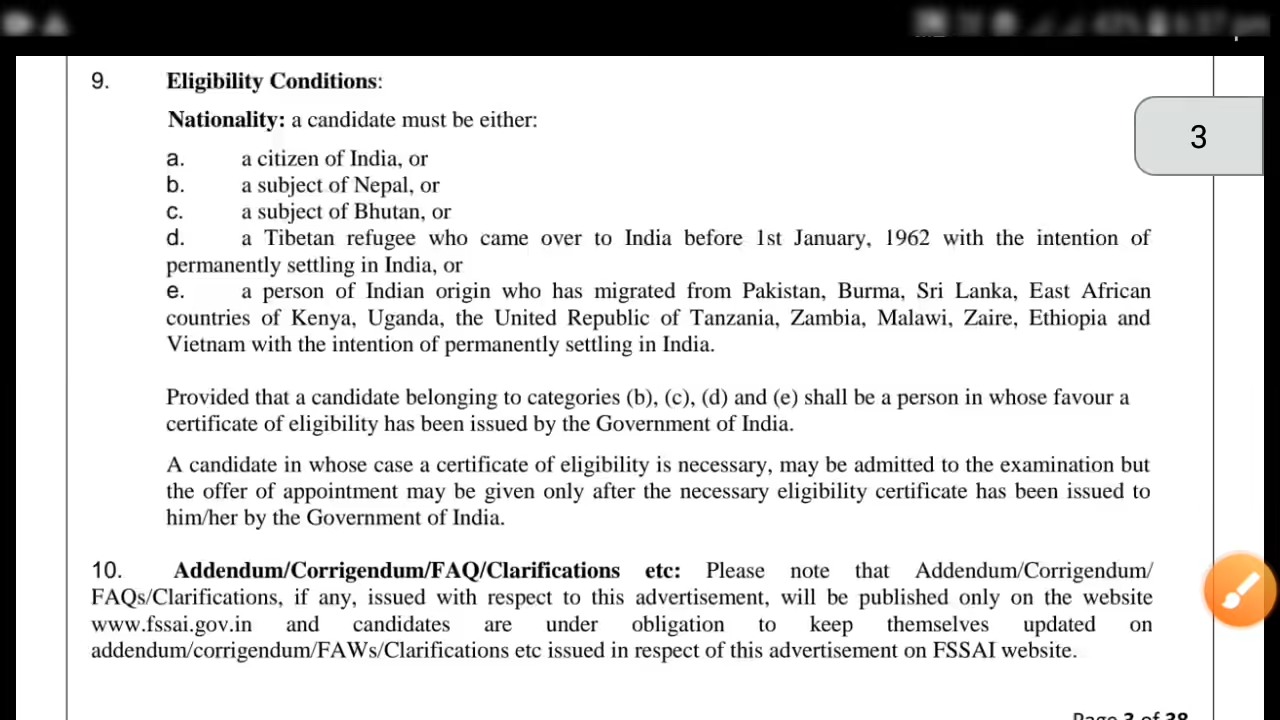 9. Eligibility Conditions:
Nationality: a candidate must be either:
3
a. a citizen of India, or
b. a subject of Nepal, or
c. a subject of Bhutan, or
d. a Tibetan refugee who came over to India before 1st January, 1962 with the intention of
permanently settling in India, or
e. a person of Indian origin who has migrated from Pakistan, Burma, Sri Lanka, East African
countries of Kenya, Uganda, the United Republic of Tanzania, Zambia, Malawi, Zaire, Ethiopia and
Vietnam with the intention of permanently settling in India.
Provided that a candidate belonging to categories (b), (c), (d) and (e) shall be a person in whose favour a
certificate of eligibility has been issued by the Government of India.
A candidate in whose case a certificate of eligibility is necessary, may be admitted to the examination but
the offer of appointment may be given only after the necessary eligibility certificate has been issued to
him/her by the Government of India.
10. Addendum/Corrigendum/FAQ/Clarifications etc: Please note that Addendum/Corrigendum/
FAQs/Clarifications, if any, issued with respect to this advertisement, will be published only on the website
www.fssai.gov.in and candidates are under obligation to keep themselves updated on
addendum/corrigendum/FAWs/Clarifications etc issued in respect of this advertisement on FSSAI website.
Page 3 of 38